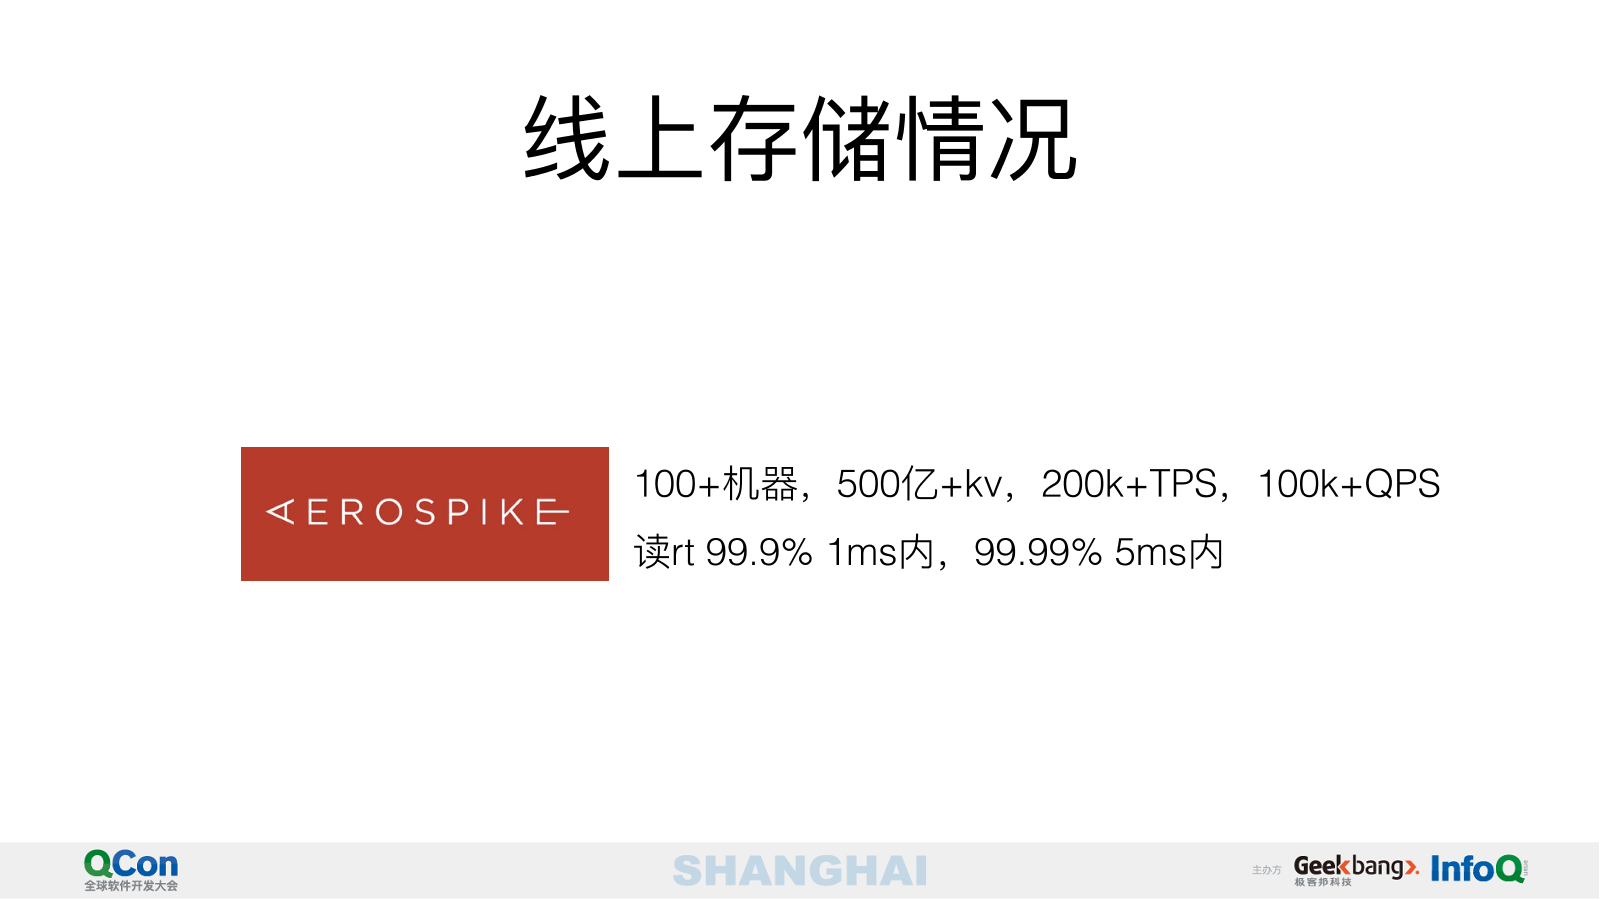 线上存储情况
AEROSPIKE
100+机器，500亿+kv，200k+TPS，100k+QPS
读rt 99.9% 1ms内，99.99% 5ms内
QCon
全球软件开发大会
SHANGHAI
主办方
Geekbang
极客邦科技
InfoQ